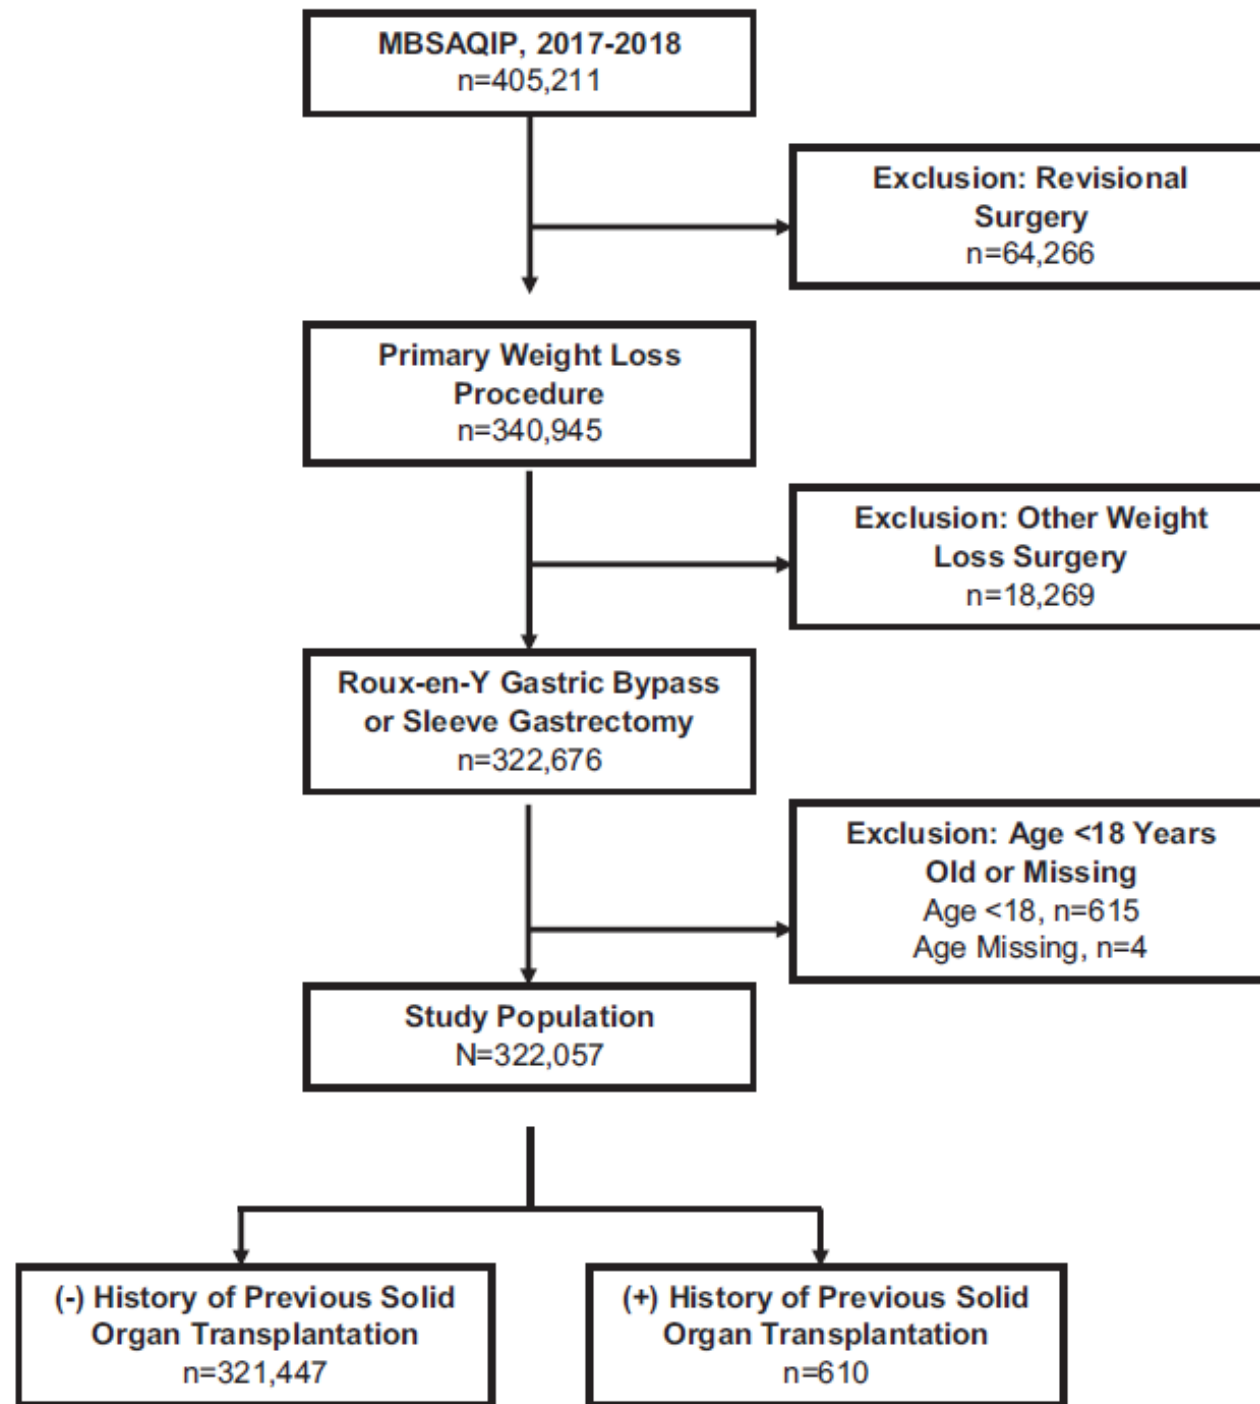 MBSAQIP, 2017-2018
n=405,211
Exclusion: Revisional
Surgery
n=64,266
Primary Weight Loss
Procedure
n=340,945
Exclusion: Other Weight
Loss Surgery
n=18,269
Roux-en-Y Gastric Bypass
or Sleeve Gastrectomy
n=322,676
Exclusion: Age <18 Years
Old or Missing
Age <18, n=615
Age Missing, n=4
Study Population
N=322,057
(-) History of Previous Solid
Organ Transplantation
n=321,447
(+) History of Previous Solid
Organ Transplantation
n=610